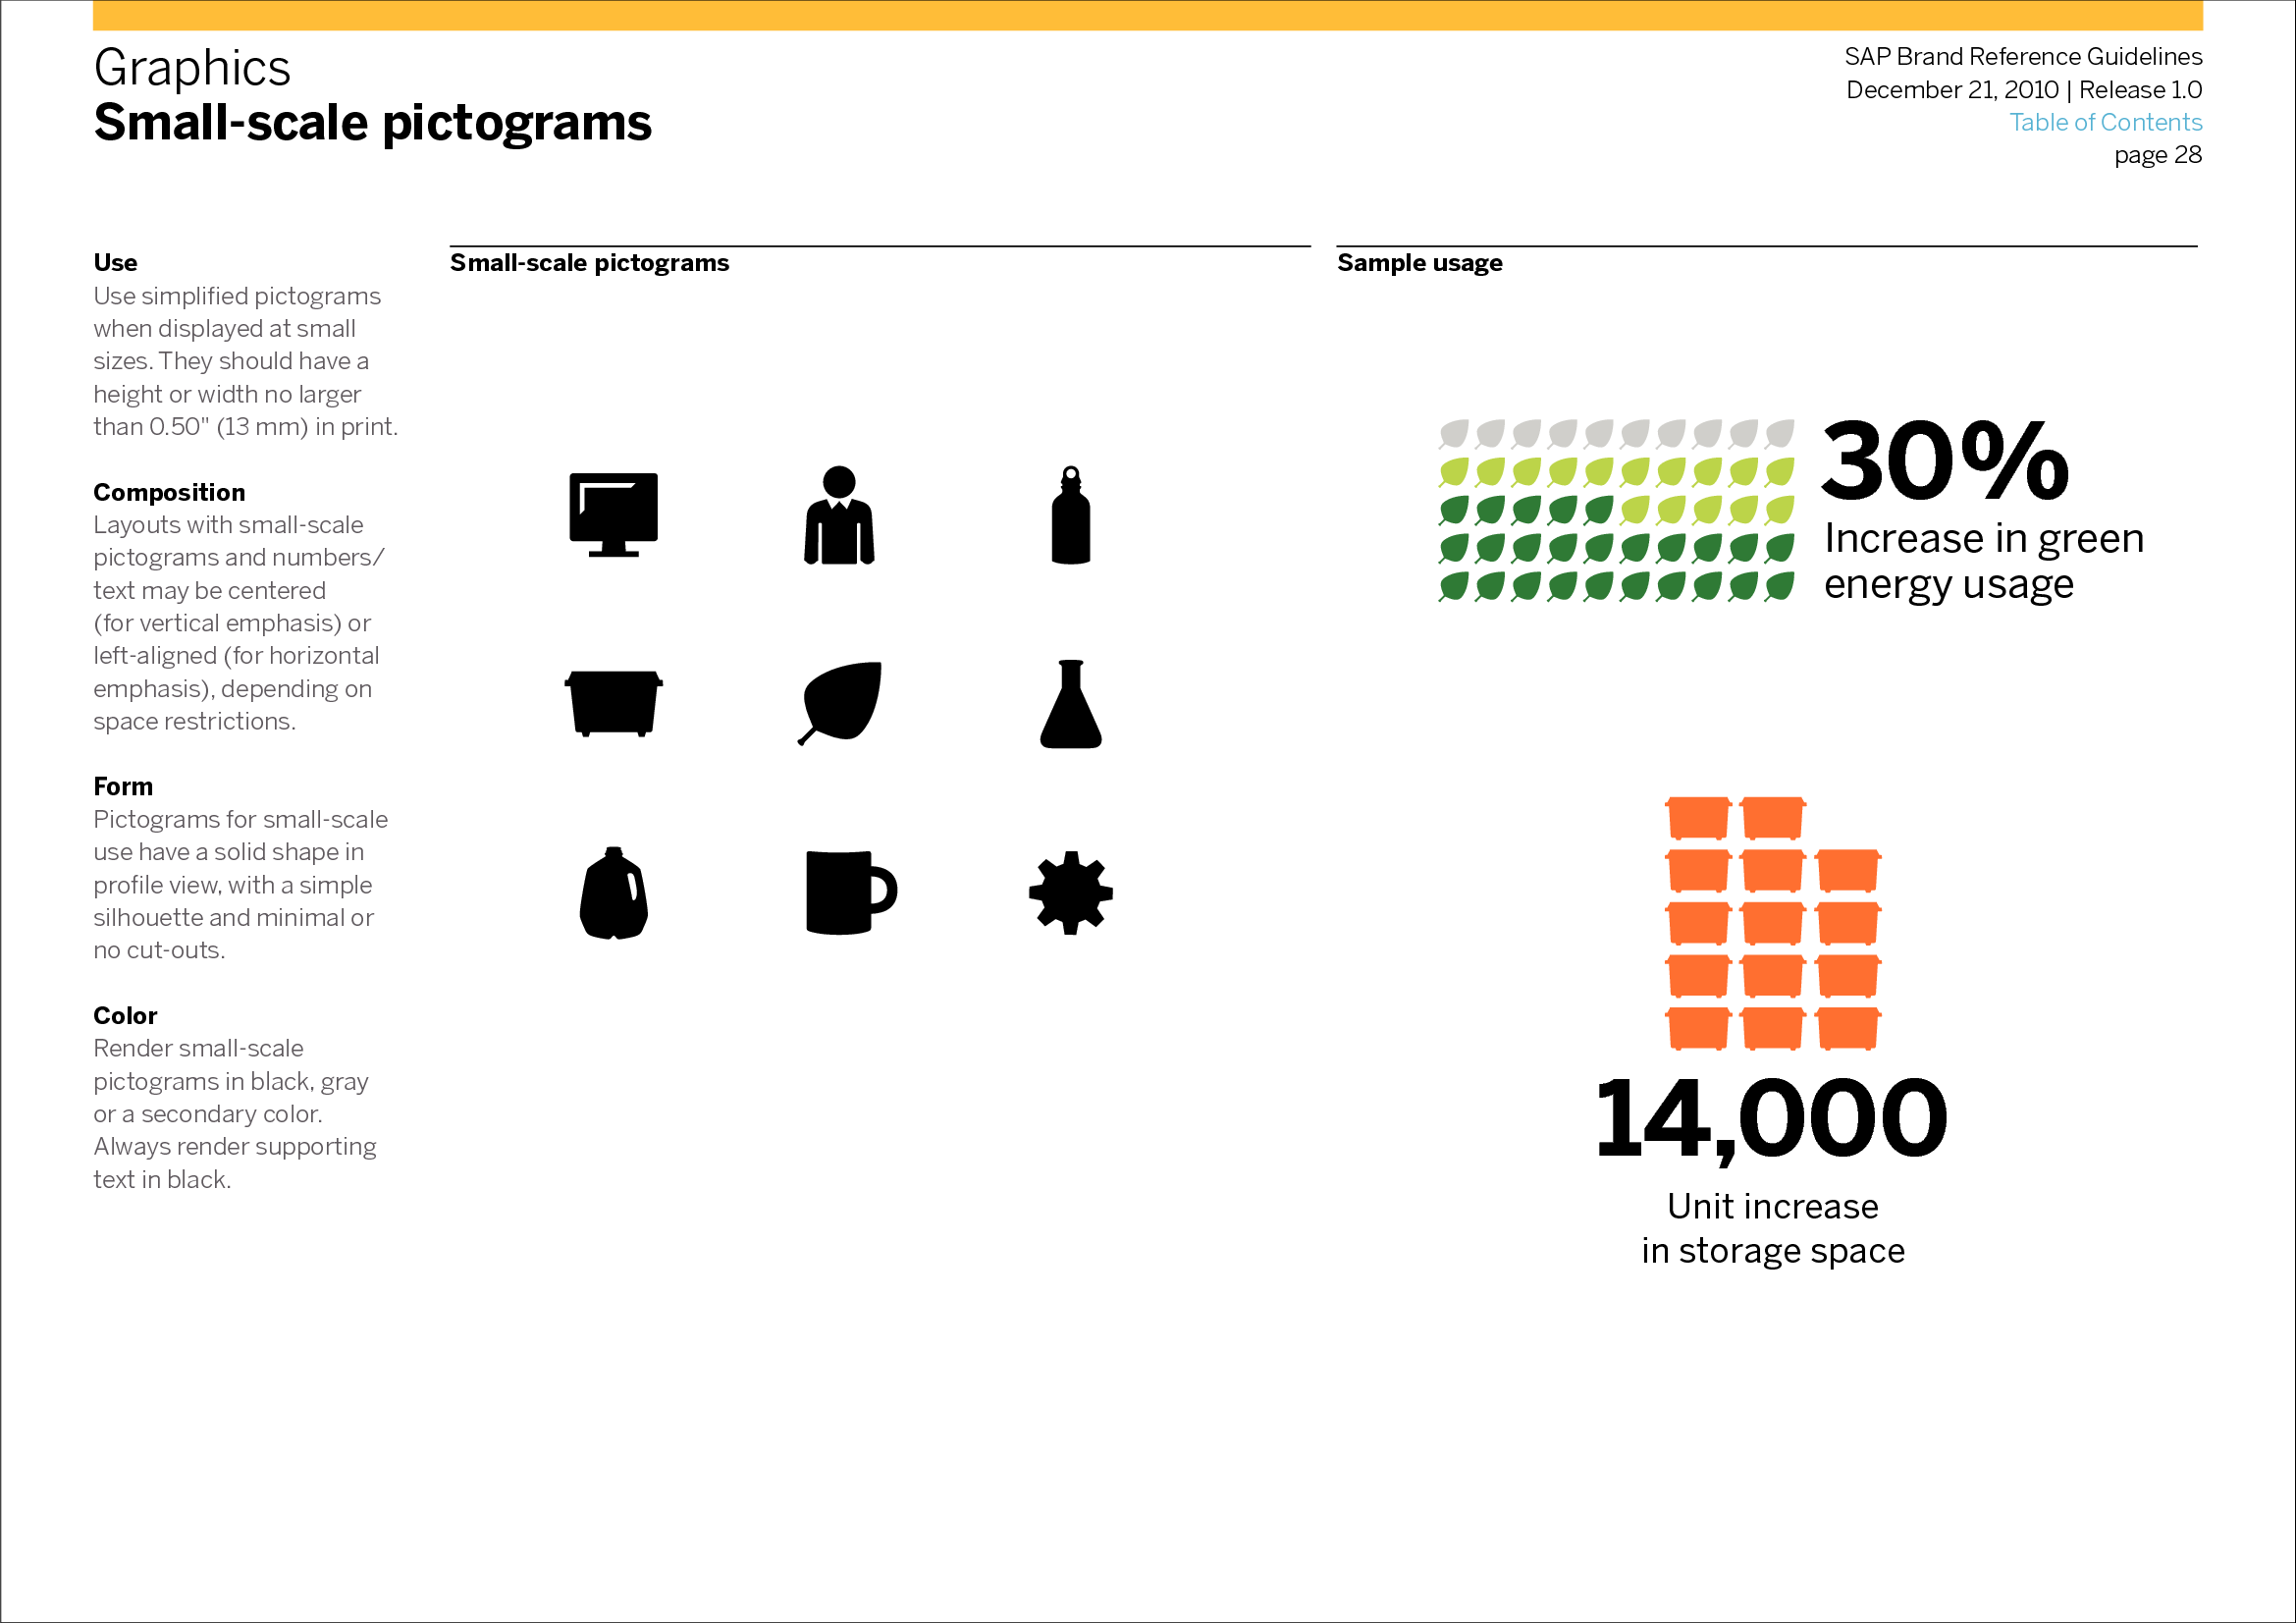 Graphics
Small-scale pictograms
SAP Brand Reference Guidelines
December 21, 2010 | Release 1.0
Table of Contents
page 28
Use
Use simplified pictograms
when displayed at small
sizes. They should have a
height or width no larger
than 0.50" (13 mm) in print.
Composition
Layouts with small-scale
pictograms and numbers/
text may be centered
(for vertical emphasis) or
left-aligned (for horizontal
emphasis), depending on
space restrictions.
Form
Pictograms for small-scale
use have a solid shape in
profile view, with a simple
silhouette and minimal or
no cut-outs.
Color
Render small-scale
pictograms in black, gray
or a secondary color.
Always render supporting
text in black.
Small-scale pictograms
Sample usage
30%
Increase in green
energy usage
14,000
Unit increase
in storage space